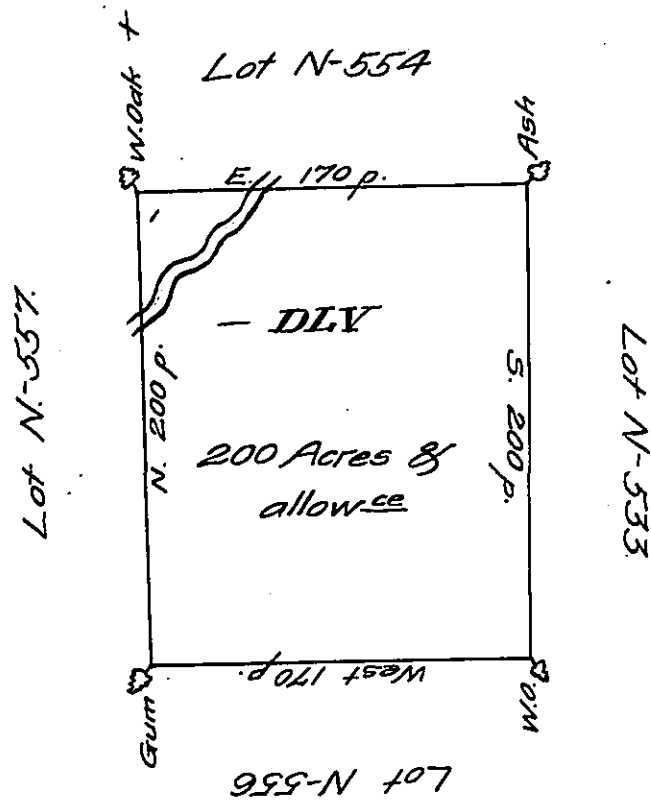 Lot N-554
W. Oak +
Ash
E. 170 p.
Lot N.-557.
— DLV
N. 200 p.
S. 200 p.
Lot N-533
200 Acres &
allow-ce
West 170 p.
Gum
W.O.
Lot N-556